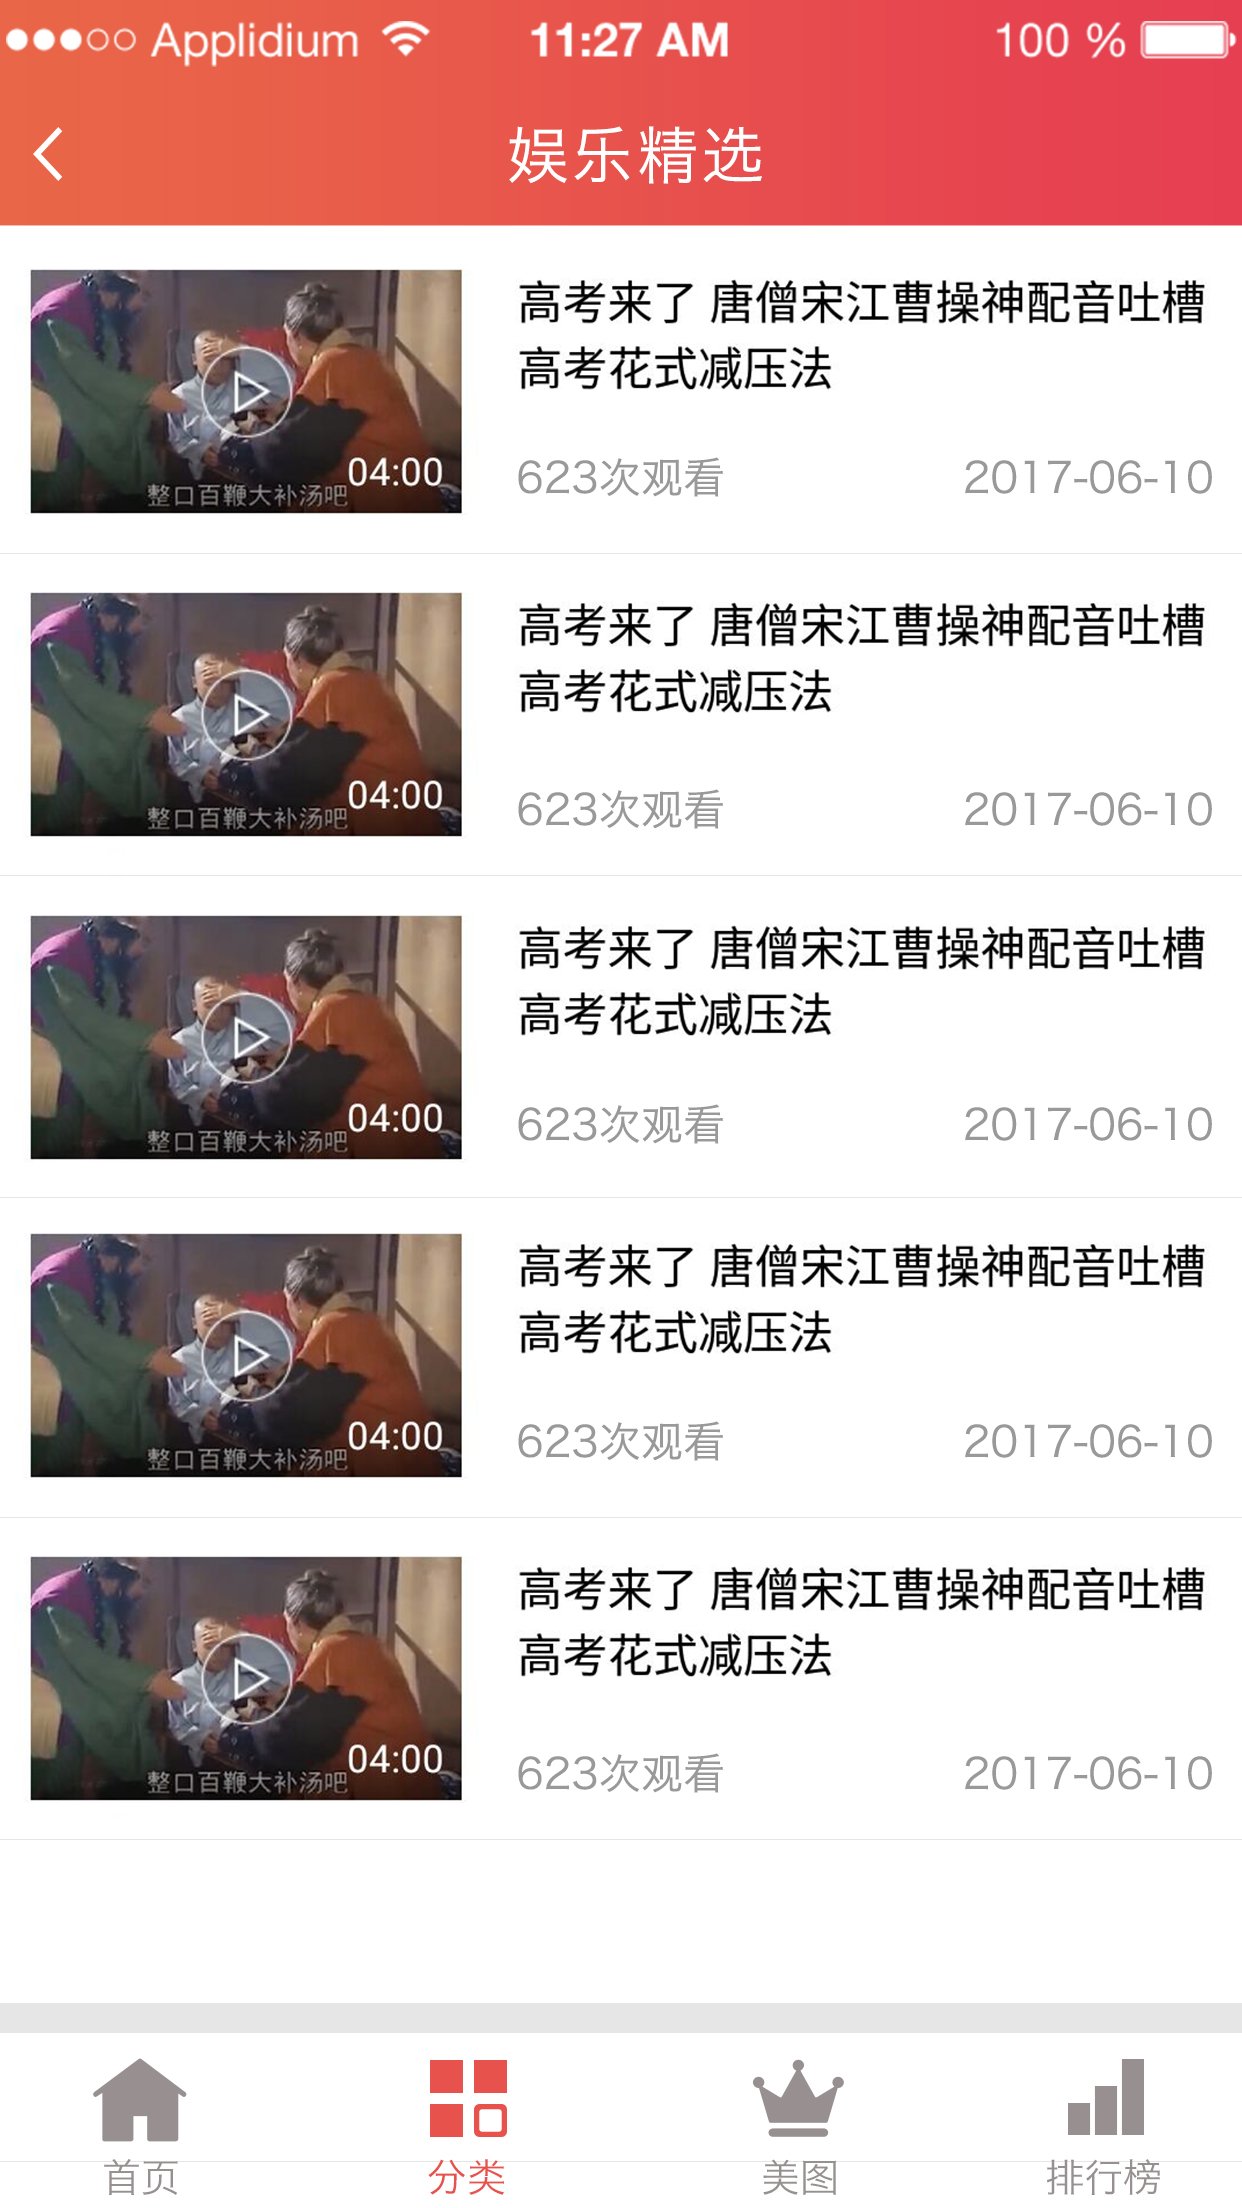 Applidium 11:27 AM 100 %
娱乐精选
高考来了 唐僧宋江曹操神配音吐槽
高考花式减压法
04:00
整口百鞭大补汤吧
623次观看 2017-06-10
高考来了 唐僧宋江曹操神配音吐槽
高考花式减压法
04:00
整口百鞭大补汤吧
623次观看 2017-06-10
高考来了 唐僧宋江曹操神配音吐槽
高考花式减压法
04:00
整口百鞭大补汤吧
623次观看 2017-06-10
高考来了 唐僧宋江曹操神配音吐槽
高考花式减压法
04:00
整口百鞭大补汤吧
623次观看 2017-06-10
高考来了 唐僧宋江曹操神配音吐槽
高考花式减压法
04:00
整口百鞭大补汤吧
623次观看 2017-06-10
首页 分类 美图 排行榜